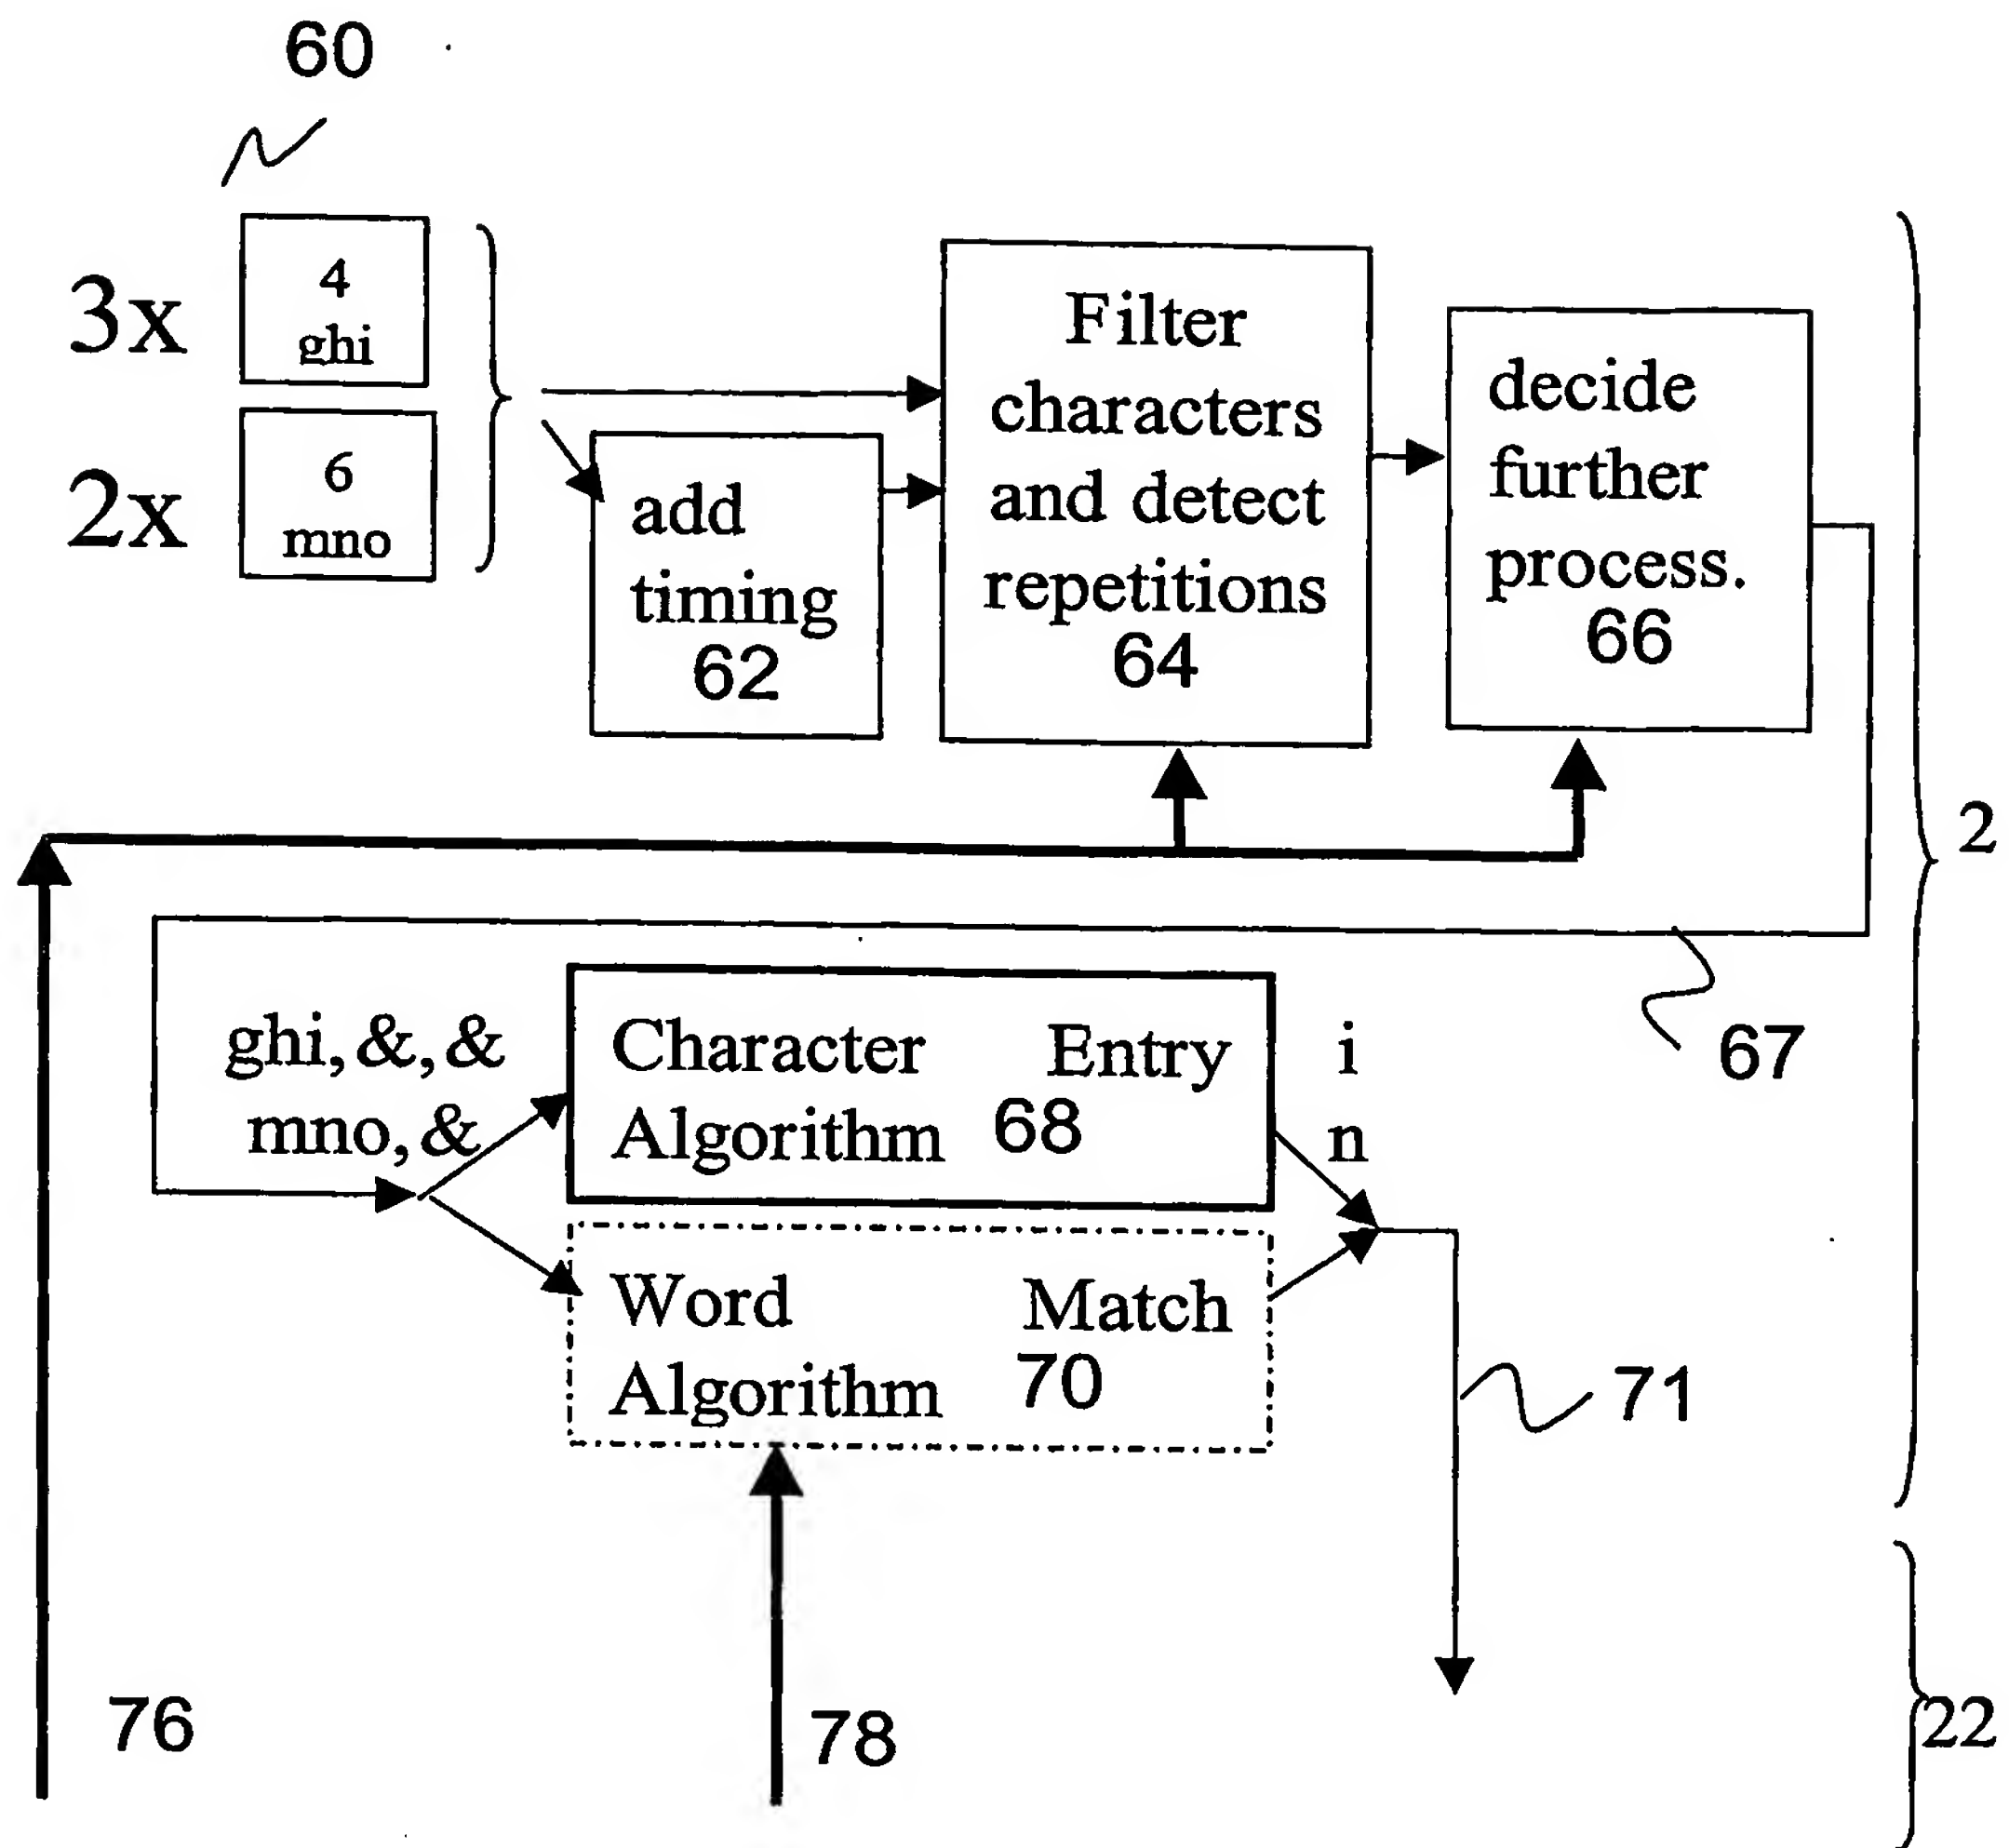 60
3x
4
ghi
2x
6
mno
add
timing
62
Filter
characters
and detect
repetitions
64
decide
further
process.
66
2
67
ghi, &, &
mno, &
Character Entry
Algorithm 68
i
n
Word Match
Algorithm 70
71
76
78
22